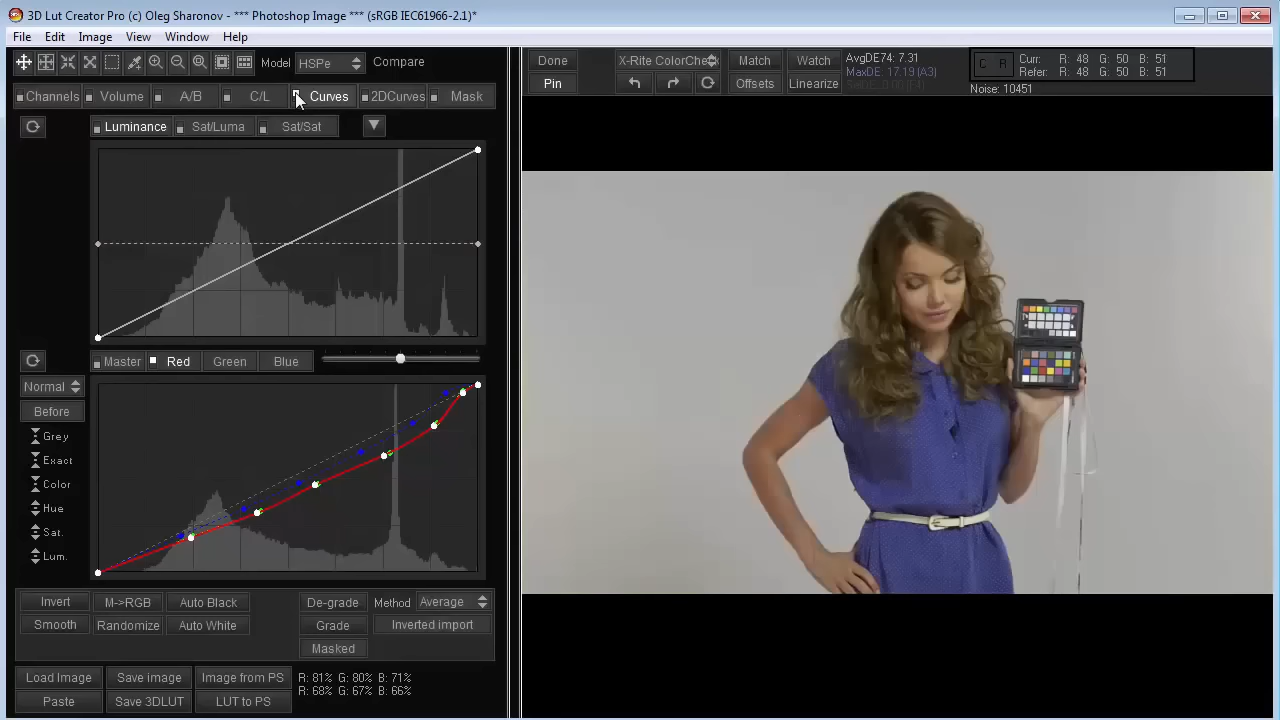 3D Lut Creator Pro (c) Oleg Sharonov - *** Photoshop Image *** (sRGB IEC61966-2.1)*
File Edit Image View Window Help
Model HSPe Compare
Channels Volume A/B C/L Curves 2DCurves Mask
Luminance Sat/Luma Sat/Sat
Master Red Green Blue
Normal
Before
Grey
Exact
Color
Hue
Sat.
Lum.
Invert M->RGB Auto Black De-grade Method Average
Smooth Randomize Auto White Grade Inverted import
Masked
Load Image Save image Image from PS R: 81% G: 80% B: 71%
Paste Save 3DLUT LUT to PS R: 68% G: 67% B: 66%
Done X-Rite ColorChe Match Watch AvgDE74: 7.31
MaxDE: 17.19 (A3)
Pin Offsets Linearize
C R Curr: R: 48 G: 50 B: 51
Refer: R: 48 G: 50 B: 51
Noise: 10451